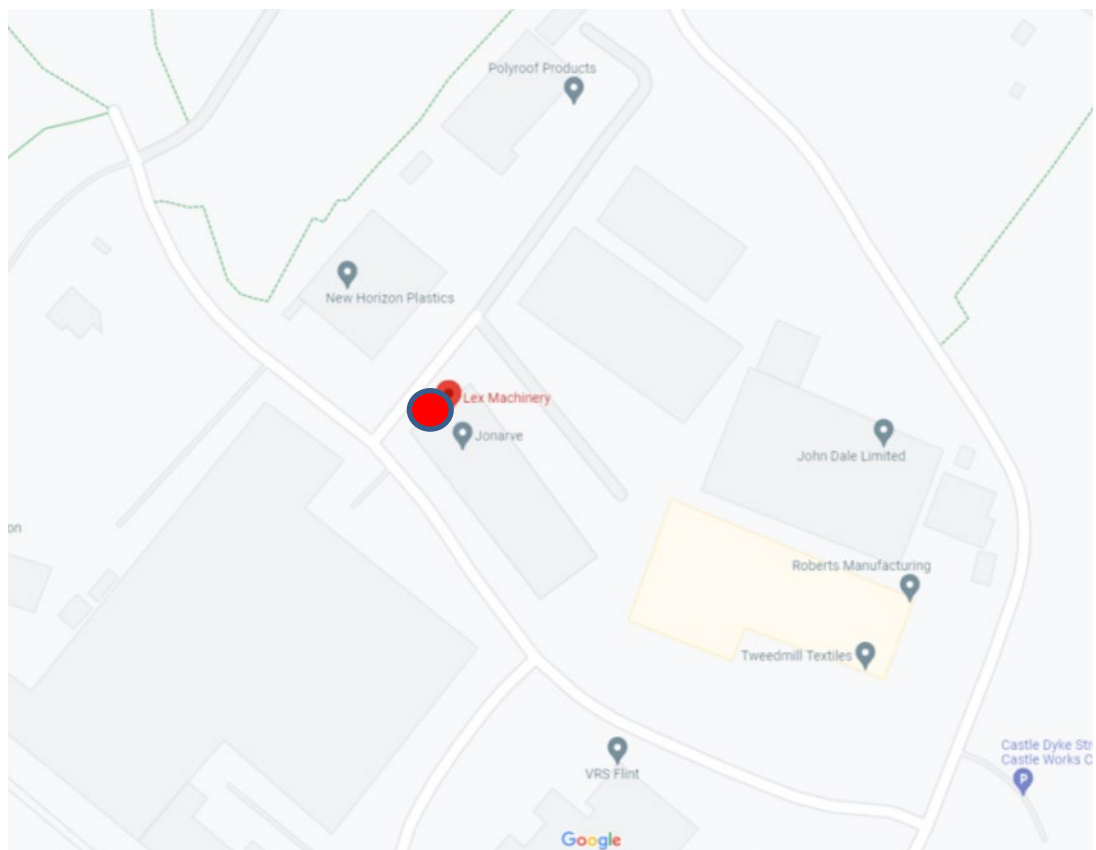 Polyroof Products
New Horizon Plastics
Lex Machinery
Jonarve
John Dale Limited
on
Roberts Manufacturing
Tweedmill Textiles
Castle Dyke Str
Castle Works C
P
VRS Flint
Google